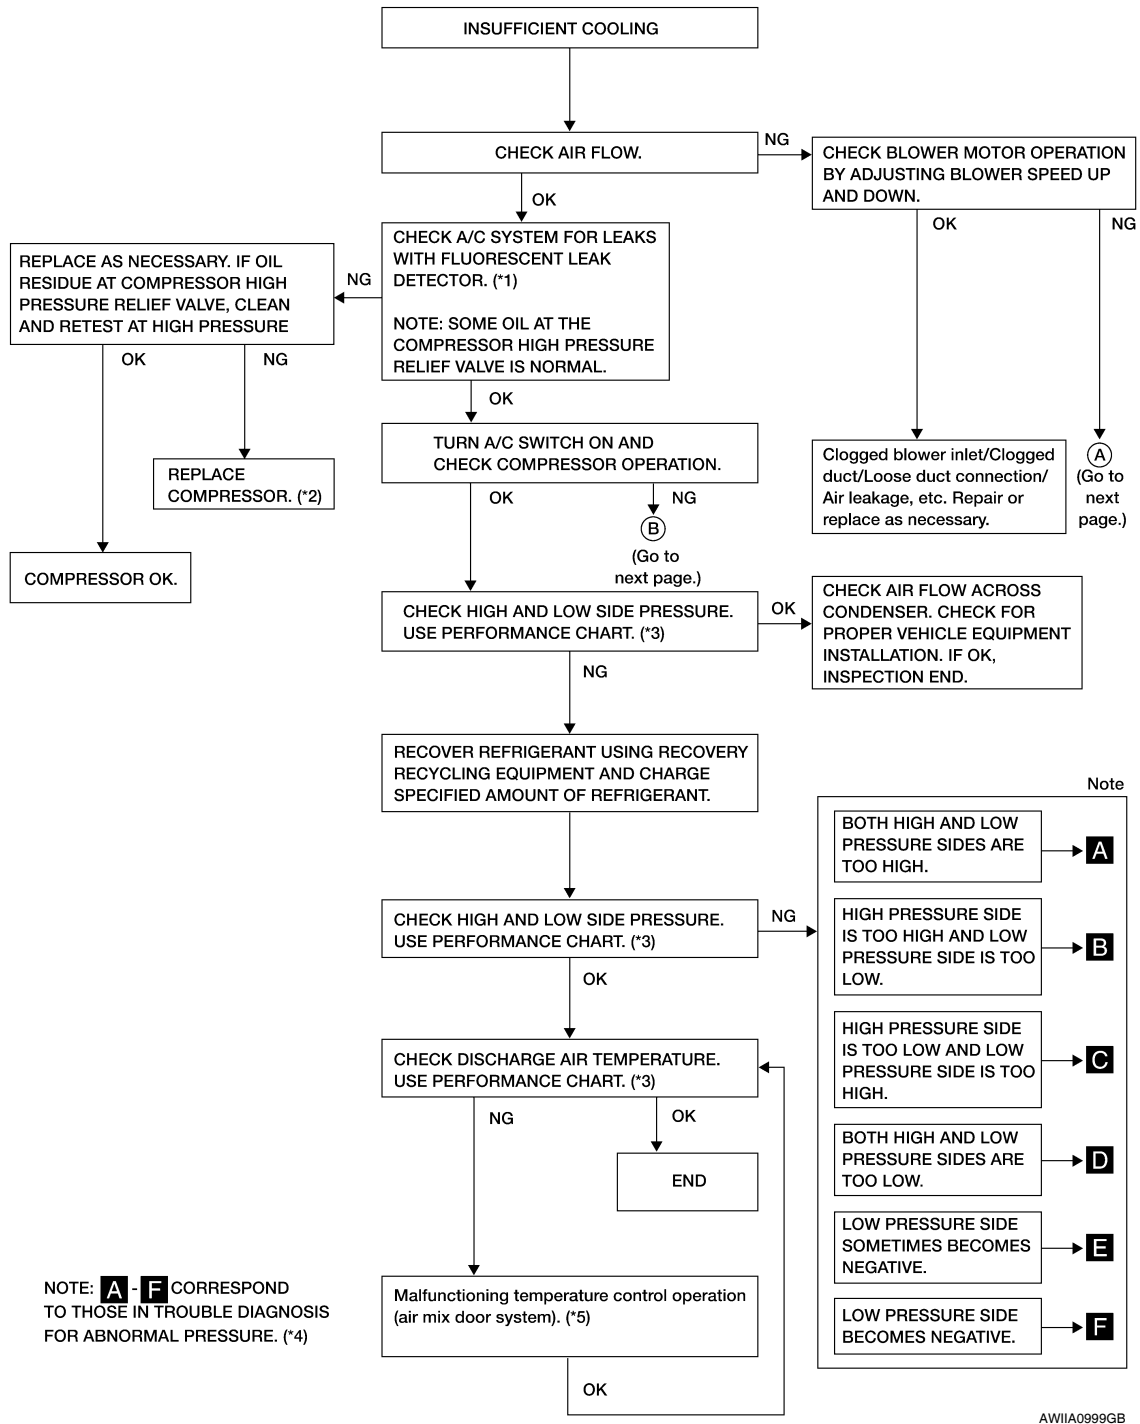 INSUFFICIENT COOLING
CHECK AIR FLOW.
NG
CHECK BLOWER MOTOR OPERATION
BY ADJUSTING BLOWER SPEED UP
AND DOWN.
OK
OK
NG
CHECK A/C SYSTEM FOR LEAKS
WITH FLUORESCENT LEAK
DETECTOR. (*1)
NOTE: SOME OIL AT THE
COMPRESSOR HIGH PRESSURE
RELIEF VALVE IS NORMAL.
NG
REPLACE AS NECESSARY. IF OIL
RESIDUE AT COMPRESSOR HIGH
PRESSURE RELIEF VALVE, CLEAN
AND RETEST AT HIGH PRESSURE
OK
NG
REPLACE
COMPRESSOR. (*2)
COMPRESSOR OK.
OK
TURN A/C SWITCH ON AND
CHECK COMPRESSOR OPERATION.
OK
NG
B
(Go to
next page.)
Clogged blower inlet/Clogged
duct/Loose duct connection/
Air leakage, etc. Repair or
replace as necessary.
A
(Go to
next
page.)
CHECK HIGH AND LOW SIDE PRESSURE.
USE PERFORMANCE CHART. (*3)
OK
CHECK AIR FLOW ACROSS
CONDENSER. CHECK FOR
PROPER VEHICLE EQUIPMENT
INSTALLATION. IF OK,
INSPECTION END.
NG
RECOVER REFRIGERANT USING RECOVERY
RECYCLING EQUIPMENT AND CHARGE
SPECIFIED AMOUNT OF REFRIGERANT.
CHECK HIGH AND LOW SIDE PRESSURE.
USE PERFORMANCE CHART. (*3)
NG
OK
Note
BOTH HIGH AND LOW
PRESSURE SIDES ARE
TOO HIGH.
A
HIGH PRESSURE SIDE
IS TOO HIGH AND LOW
PRESSURE SIDE IS TOO
LOW.
B
HIGH PRESSURE SIDE
IS TOO LOW AND LOW
PRESSURE SIDE IS TOO
HIGH.
C
BOTH HIGH AND LOW
PRESSURE SIDES ARE
TOO LOW.
D
LOW PRESSURE SIDE
SOMETIMES BECOMES
NEGATIVE.
E
LOW PRESSURE SIDE
BECOMES NEGATIVE.
F
CHECK DISCHARGE AIR TEMPERATURE.
USE PERFORMANCE CHART. (*3)
NG
OK
END
Malfunctioning temperature control operation
(air mix door system). (*5)
OK
NOTE: A - F CORRESPOND
TO THOSE IN TROUBLE DIAGNOSIS
FOR ABNORMAL PRESSURE. (*4)
AWIIA0999GB